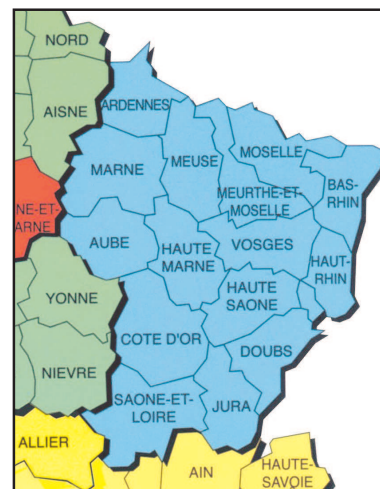 NORD
AISNE
ARDENNES
MARNE
MEUSE
MOSELLE
MEURTHE-ET-
MOSELLE
BAS-
RHIN
NE-ET-
ARNE
AUBE
HAUTE
MARNE
VOSGES
HAUT-
RHIN
YONNE
HAUTE
SAONE
COTE D'OR
DOUBS
NIEVRE
SAONE-ET-
LOIRE
JURA
ALLIER
AIN
HAUTE-
SAVOIE